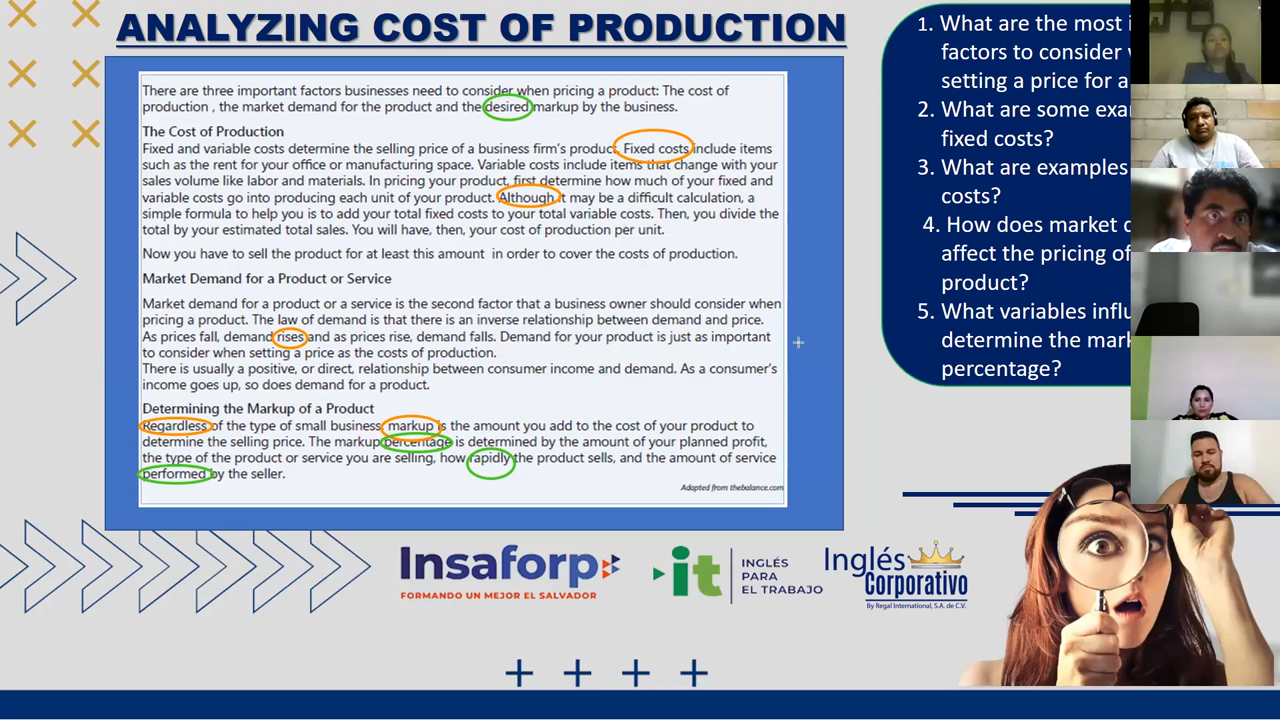 ANALYZING COST OF PRODUCTION
There are three important factors businesses need to consider when pricing a product: The cost of
production , the market demand for the product and the desired markup by the business.
The Cost of Production
Fixed and variable costs determine the selling price of a business firm's product. Fixed costs include items
such as the rent for your office or manufacturing space. Variable costs include items that change with your
sales volume like labor and materials. In pricing your product, first determine how much of your fixed and
variable costs go into producing each unit of your product. Although it may be a difficult calculation, a
simple formula to help you is to add your total fixed costs to your total variable costs. Then, you divide the
total by your estimated total sales. You will have, then, your cost of production per unit.
Now you have to sell the product for at least this amount in order to cover the costs of production.
Market Demand for a Product or Service
Market demand for a product or a service is the second factor that a business owner should consider when
pricing a product. The law of demand is that there is an inverse relationship between demand and price.
As prices fall, demand rises and as prices rise, demand falls. Demand for your product is just as important
to consider when setting a price as the costs of production.
There is usually a positive, or direct, relationship between consumer income and demand. As a consumer's
income goes up, so does demand for a product.
Determining the Markup of a Product
Regardless of the type of small business, markup is the amount you add to the cost of your product to
determine the selling price. The markup percentage is determined by the amount of your planned profit,
the type of the product or service you are selling, how rapidly the product sells, and the amount of service
performed by the seller.
Adapted from thebalance.com
1. What are the most
factors to consider
setting a price for a
2. What are some
fixed costs?
3. What are examples
costs?
4. How does market
affect the pricing of
product?
5. What variables
determine the
percentage?
Insaforp
FORMANDO UN MEJOR EL SALVADOR
it
INGLÉS
PARA
EL TRABAJO
Inglés
Corporativo
By Regal International, S.A. de C.V.